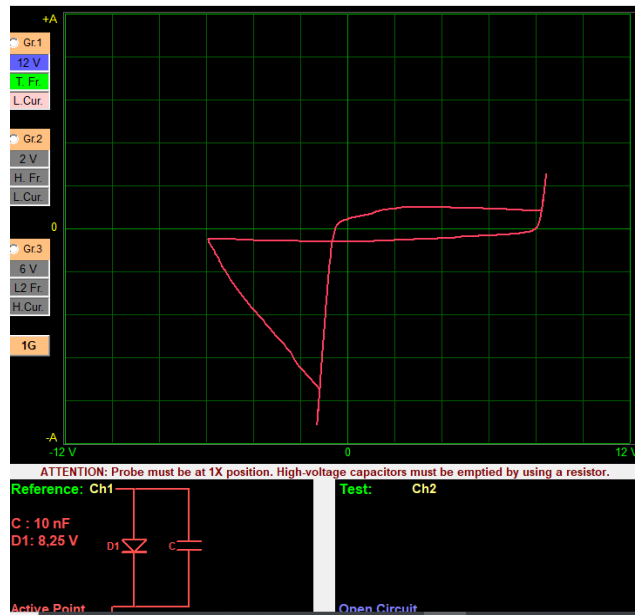 +A
Gr.1
12 V
T. Fr.
L.Cur.
Gr.2
2 V
H. Fr.
L.Cur.
0
Gr.3
6 V
L2 Fr.
H.Cur.
1G
-A
-12 V
0
12 V
ATTENTION: Probe must be at 1X position. High-voltage capacitors must be emptied by using a resistor.
Reference: Ch1
C : 10 nF
D1: 8,25 V
D1
C
Active Point
Test: Ch2
Open Circuit